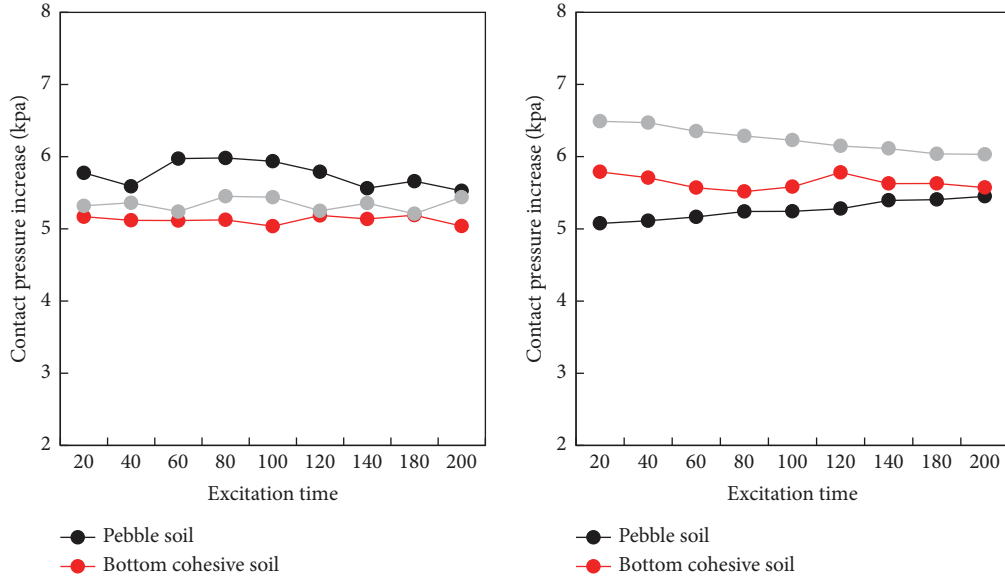 8
7
6
5
4
3
2
Contact pressure increase (kpa)
20 40 60 80 100 120 140 180 200
Excitation time
Pebble soil
Bottom cohesive soil
8
7
6
5
4
3
2
Contact pressure increase (kpa)
20 40 60 80 100 120 140 180 200
Excitation time
Pebble soil
Bottom cohesive soil